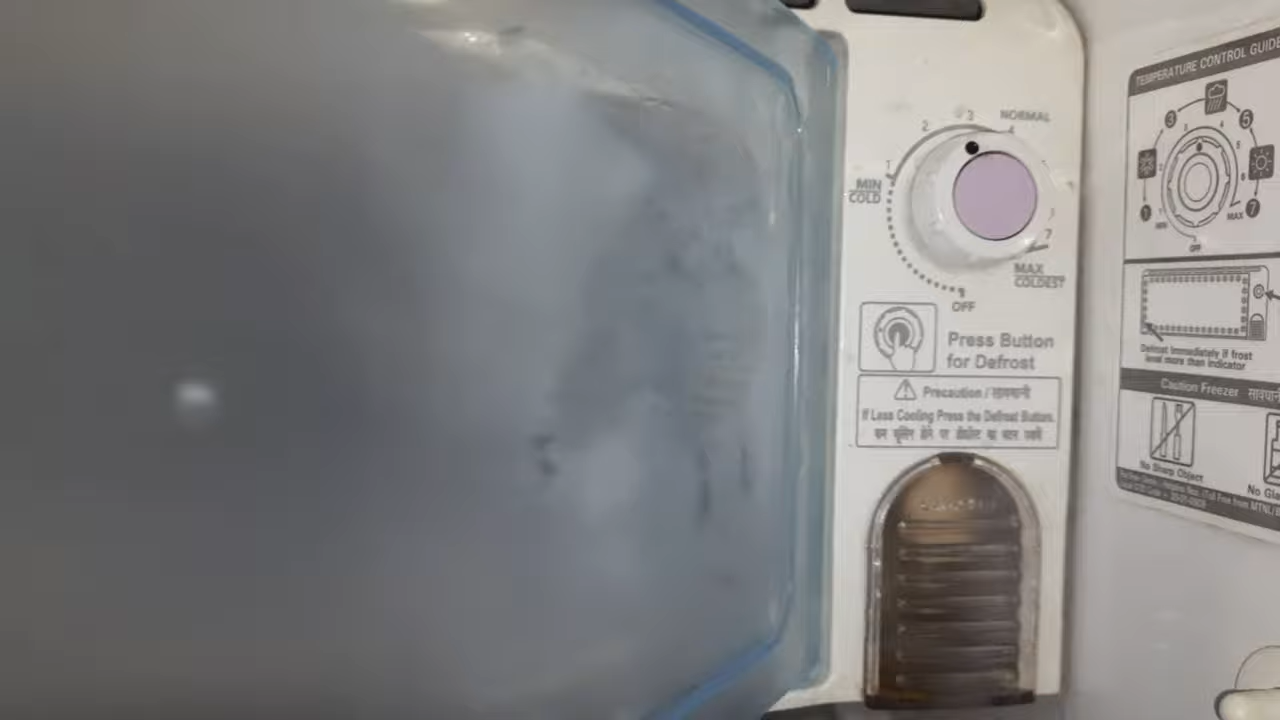 NORMAL
2 3 4
1
MIN
COLD
7
MAX
COLDEST
OFF
Press Button
for Defrost
Precaution / सावधानी
If Less Cooling Press the Defrost Button.
TEMPERATURE CONTROL GUIDE
3 4 5
1 MIN MAX 7
OFF
Defrost immediately if frost
level more than indicator
Caution Freezer
No Sharp Object